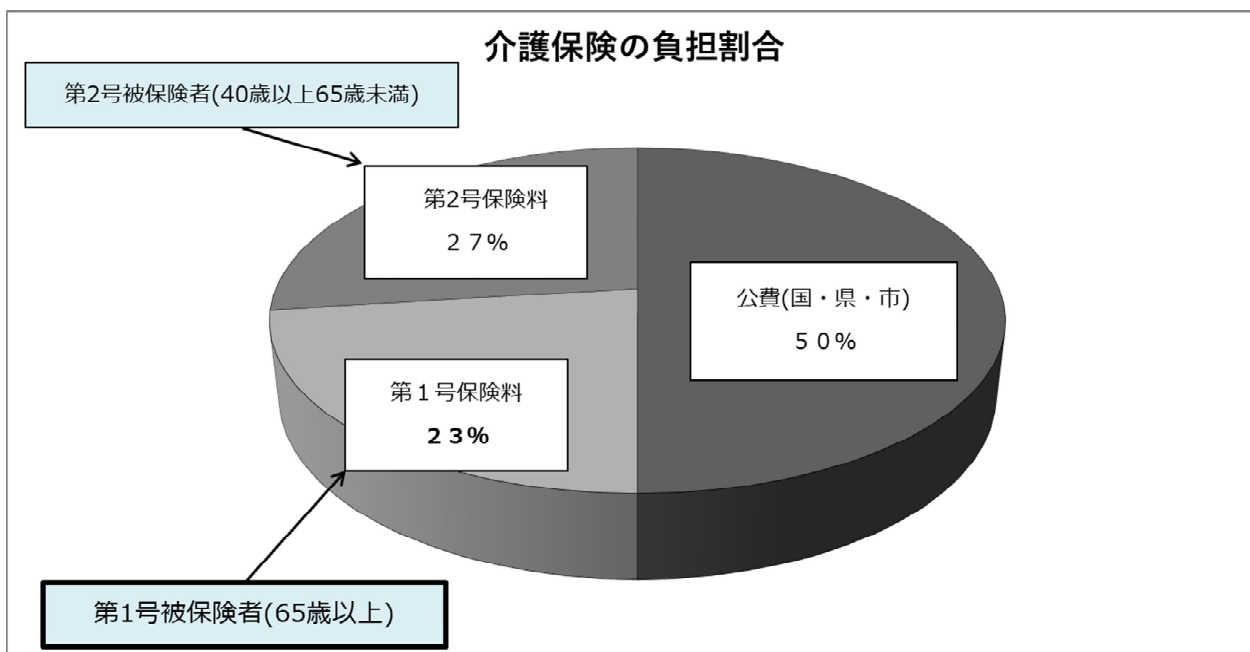 介護保険の負担割合
第2号被保険者(40歳以上65歳未満)
第2号保険料
２７%
公費(国・県・市)
５０%
第１号保険料
２３%
第1号被保険者(65歳以上)